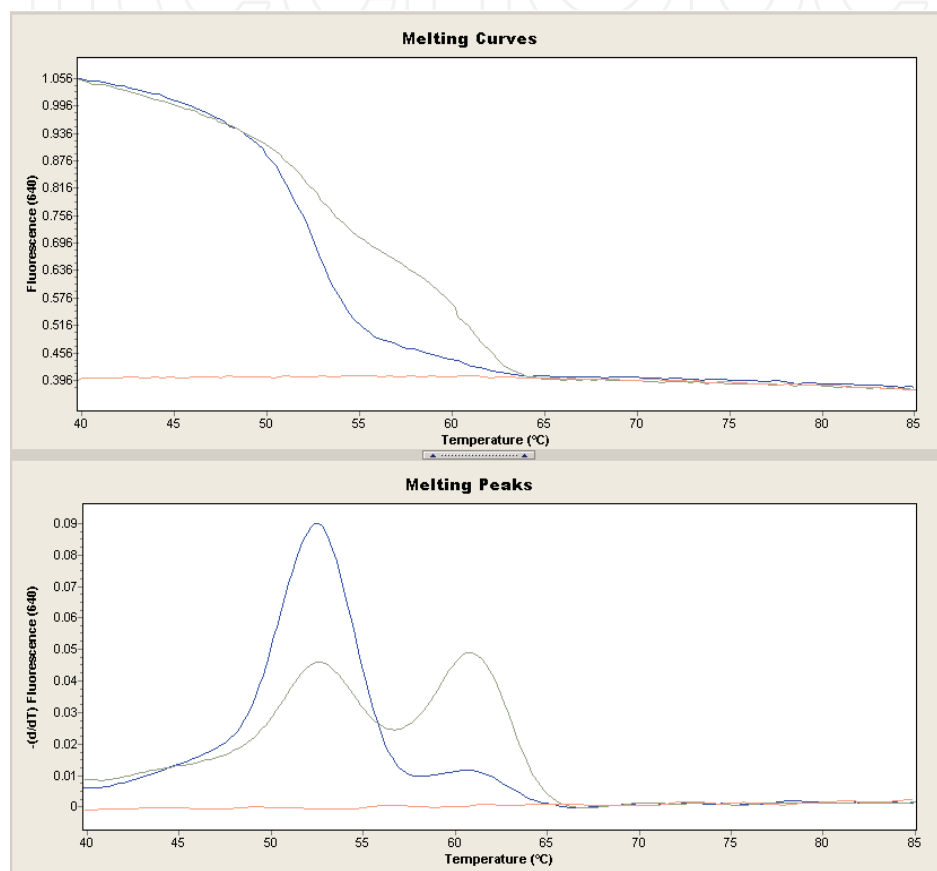 Melting Curves
Fluorescence (640)
1.056
0.996
0.936
0.876
0.816
0.756
0.696
0.636
0.576
0.516
0.456
0.396
40 45 50 55 60 65 70 75 80 85
Temperature (°C)
Melting Peaks
-(d/dT) Fluorescence (640)
0.09
0.08
0.07
0.06
0.05
0.04
0.03
0.02
0.01
0
40 45 50 55 60 65 70 75 80 85
Temperature (°C)